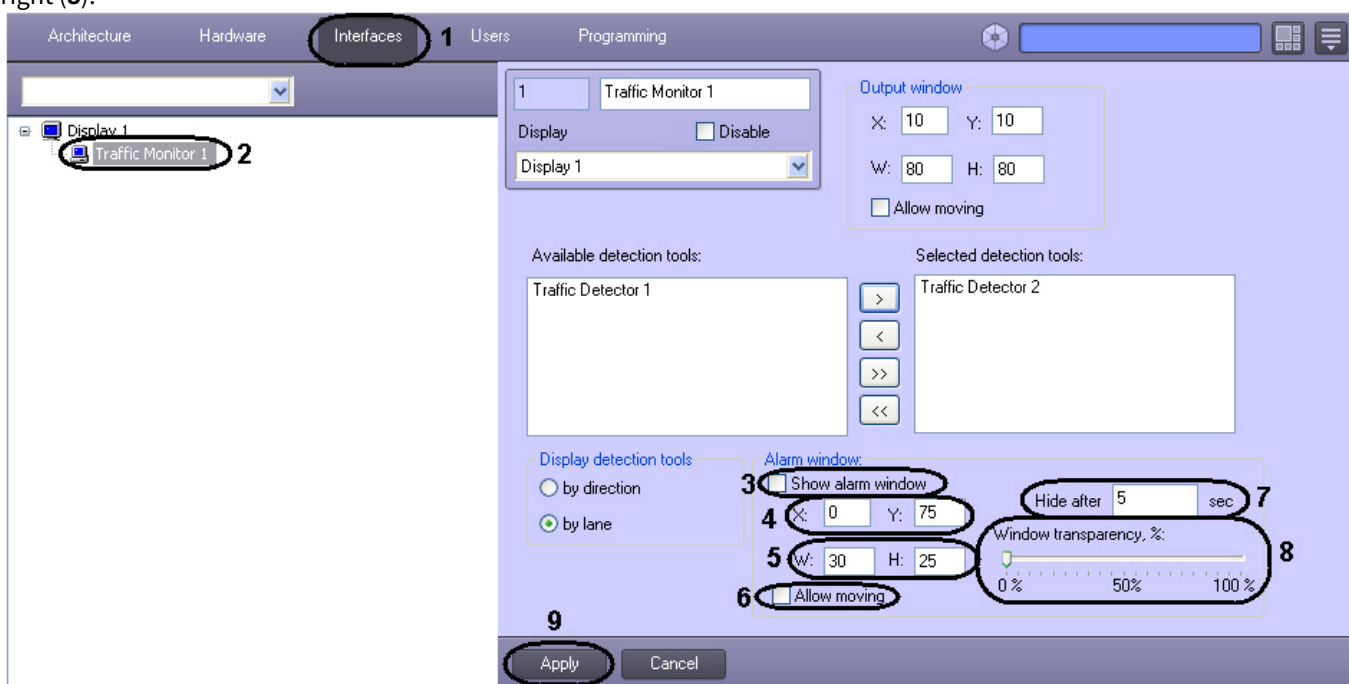 right (8).
Architecture Hardware Interfaces 1 Users Programming
1 Traffic Monitor 1
Display Disable
Display 1
Output window
X: 10 Y: 10
W: 80 H: 80
Allow moving
Display 1
Traffic Monitor 1 2
Available detection tools: Selected detection tools:
Traffic Detector 1 > Traffic Detector 2
<
>>
<<
Display detection tools
by direction
by lane
Alarm window:
3 Show alarm window
4 X: 0 Y: 75
5 W: 30 H: 25
6 Allow moving
Hide after 5 sec 7
Window transparency, %:
8
0 % 50% 100 %
9
Apply Cancel